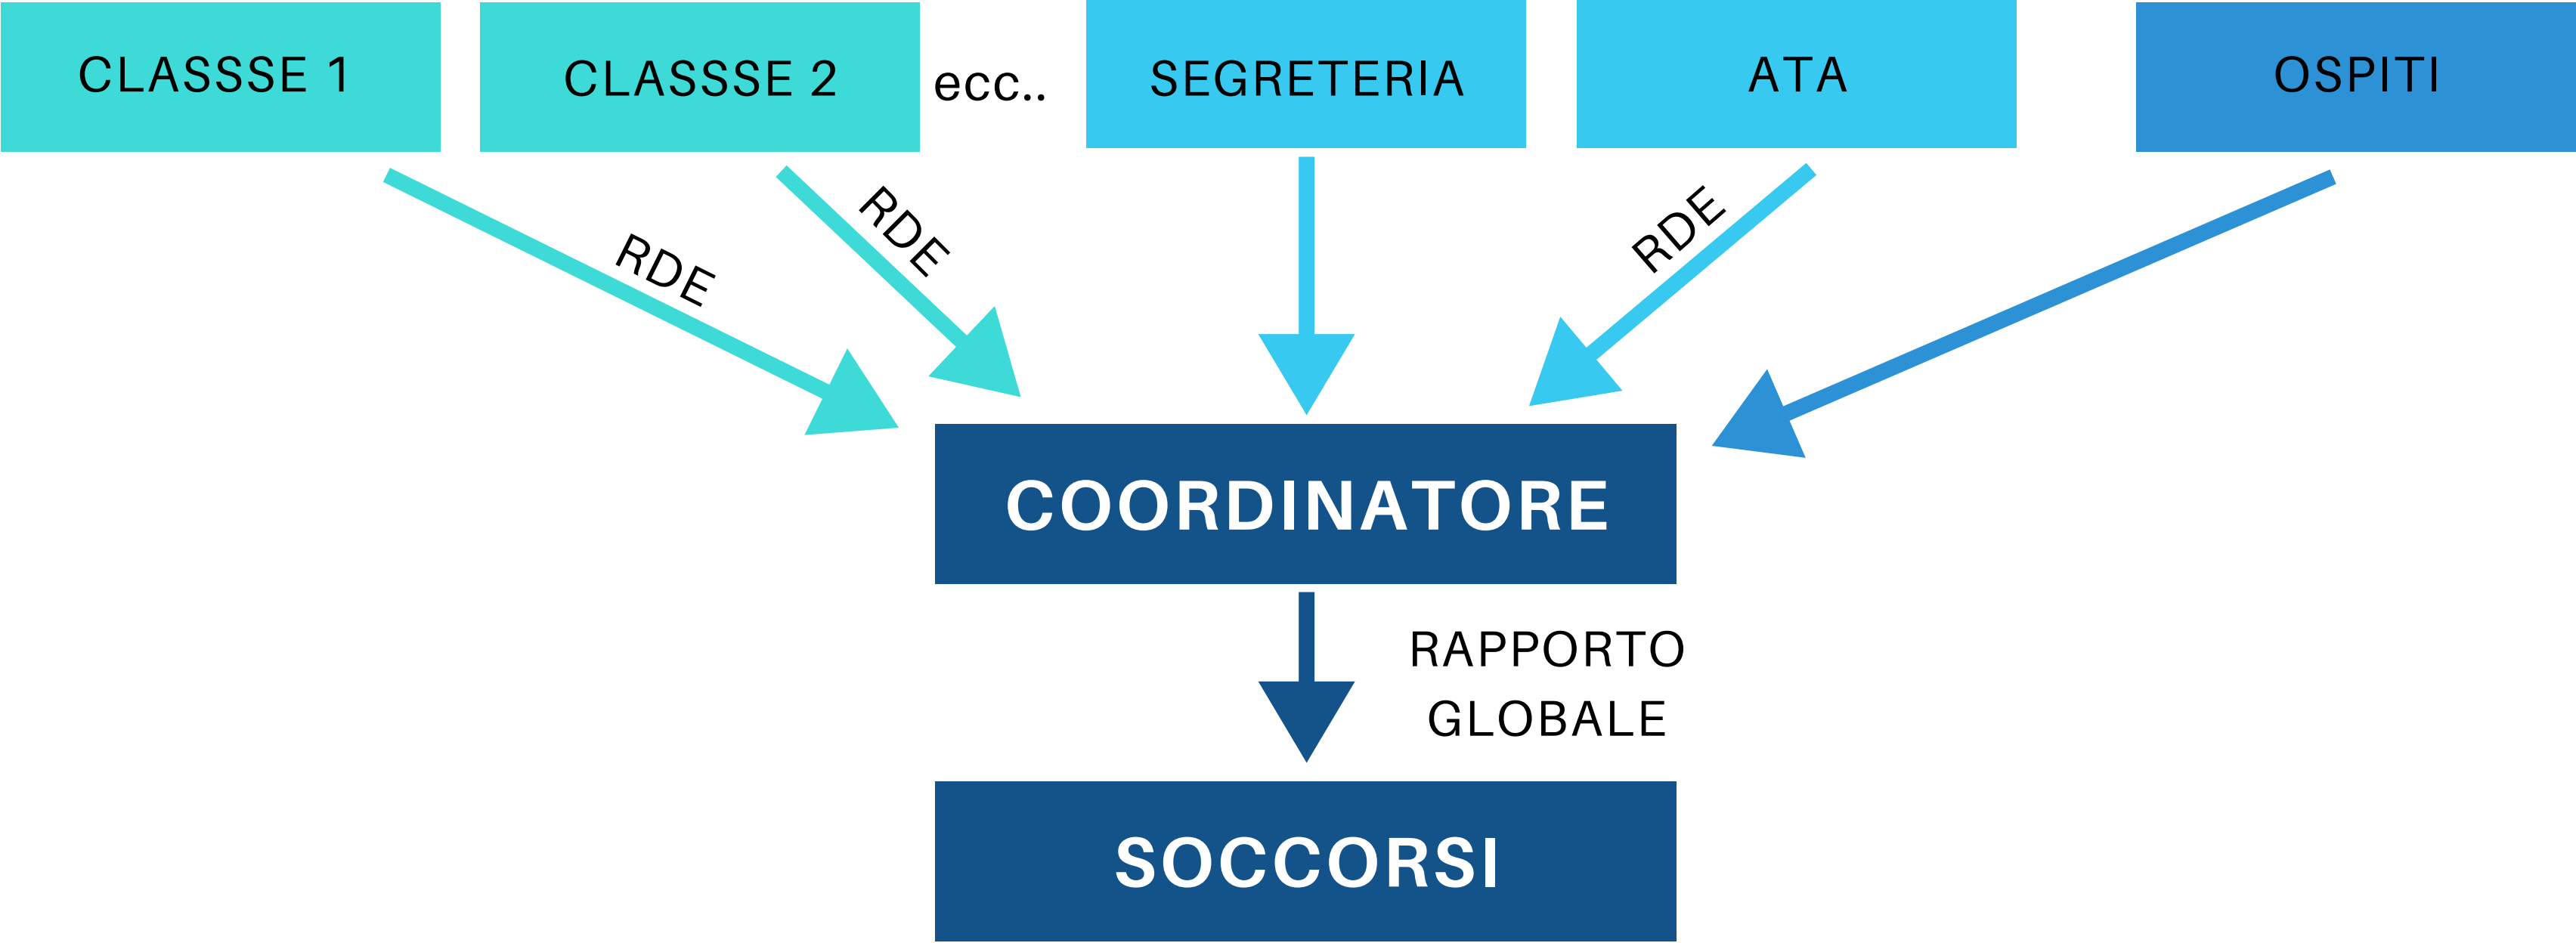 CLASSSE 1
CLASSSE 2
ecc..
SEGRETERIA
ATA
OSPITI
RDE
RDE
RDE
COORDINATORE
RAPPORTO
GLOBALE
SOCCORSI